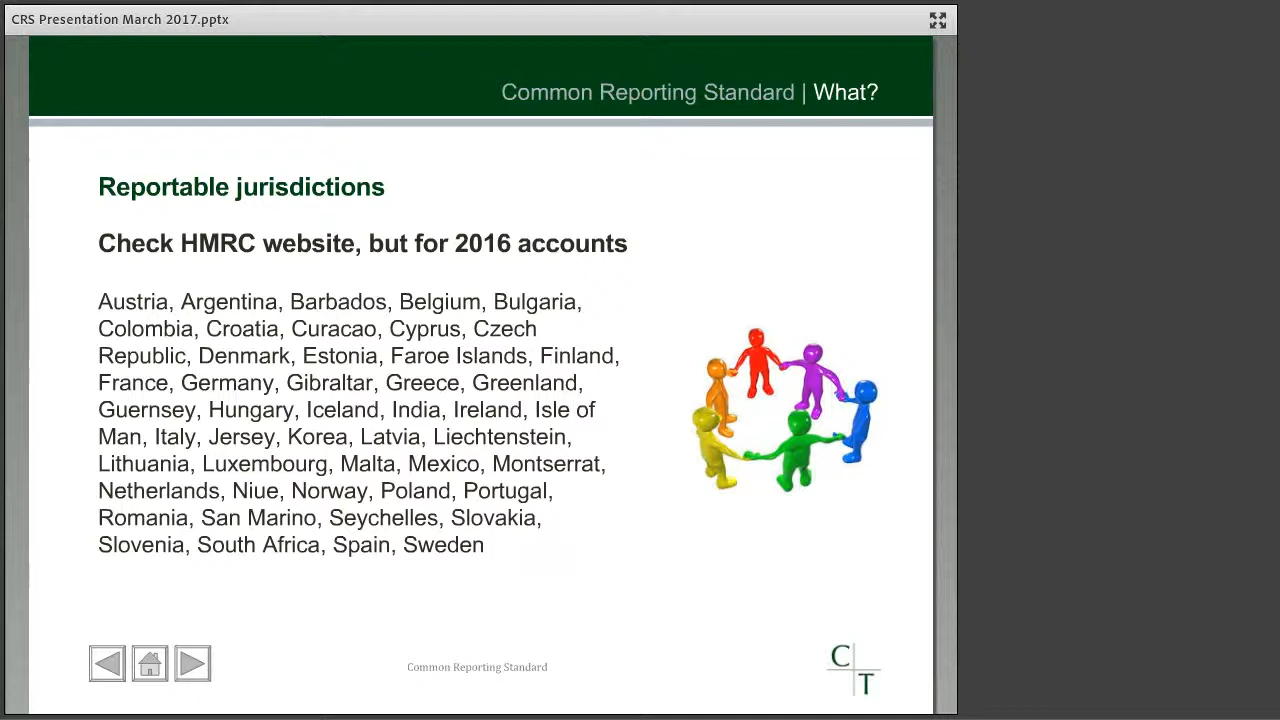 CRS Presentation March 2017.pptx
Common Reporting Standard | What?
Reportable jurisdictions
Check HMRC website, but for 2016 accounts
Austria, Argentina, Barbados, Belgium, Bulgaria,
Colombia, Croatia, Curacao, Cyprus, Czech
Republic, Denmark, Estonia, Faroe Islands, Finland,
France, Germany, Gibraltar, Greece, Greenland,
Guernsey, Hungary, Iceland, India, Ireland, Isle of
Man, Italy, Jersey, Korea, Latvia, Liechtenstein,
Lithuania, Luxembourg, Malta, Mexico, Montserrat,
Netherlands, Niue, Norway, Poland, Portugal,
Romania, San Marino, Seychelles, Slovakia,
Slovenia, South Africa, Spain, Sweden
Common Reporting Standard
C
T